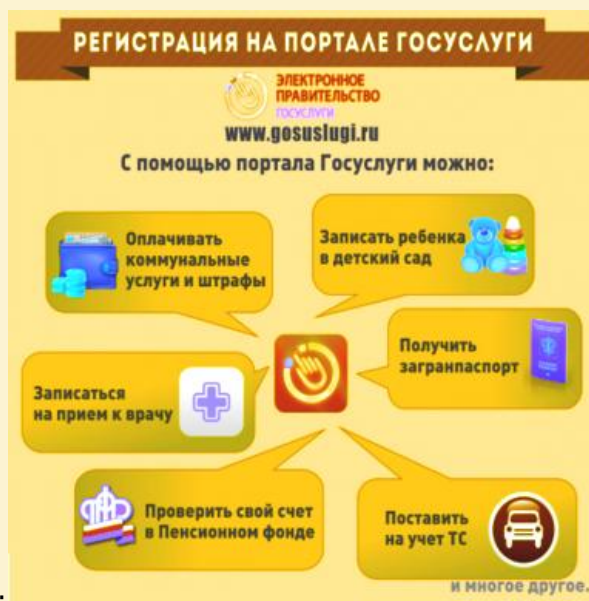 РЕГИСТРАЦИЯ НА ПОРТАЛЕ ГОСУСЛУГИ
ЭЛЕКТРОННОЕ
ПРАВИТЕЛЬСТВО
ГОСУСЛУГИ
www.gosuslugi.ru
С помощью портала Госуслуги можно:
Оплачивать
коммунальные
услуги и штрафы
Записать ребенка
в детский сад
Получить
загранпаспорт
Записаться
на прием к врачу
Проверить свой счет
в Пенсионном фонде
Поставить
на учет ТС
и многое другое.
.